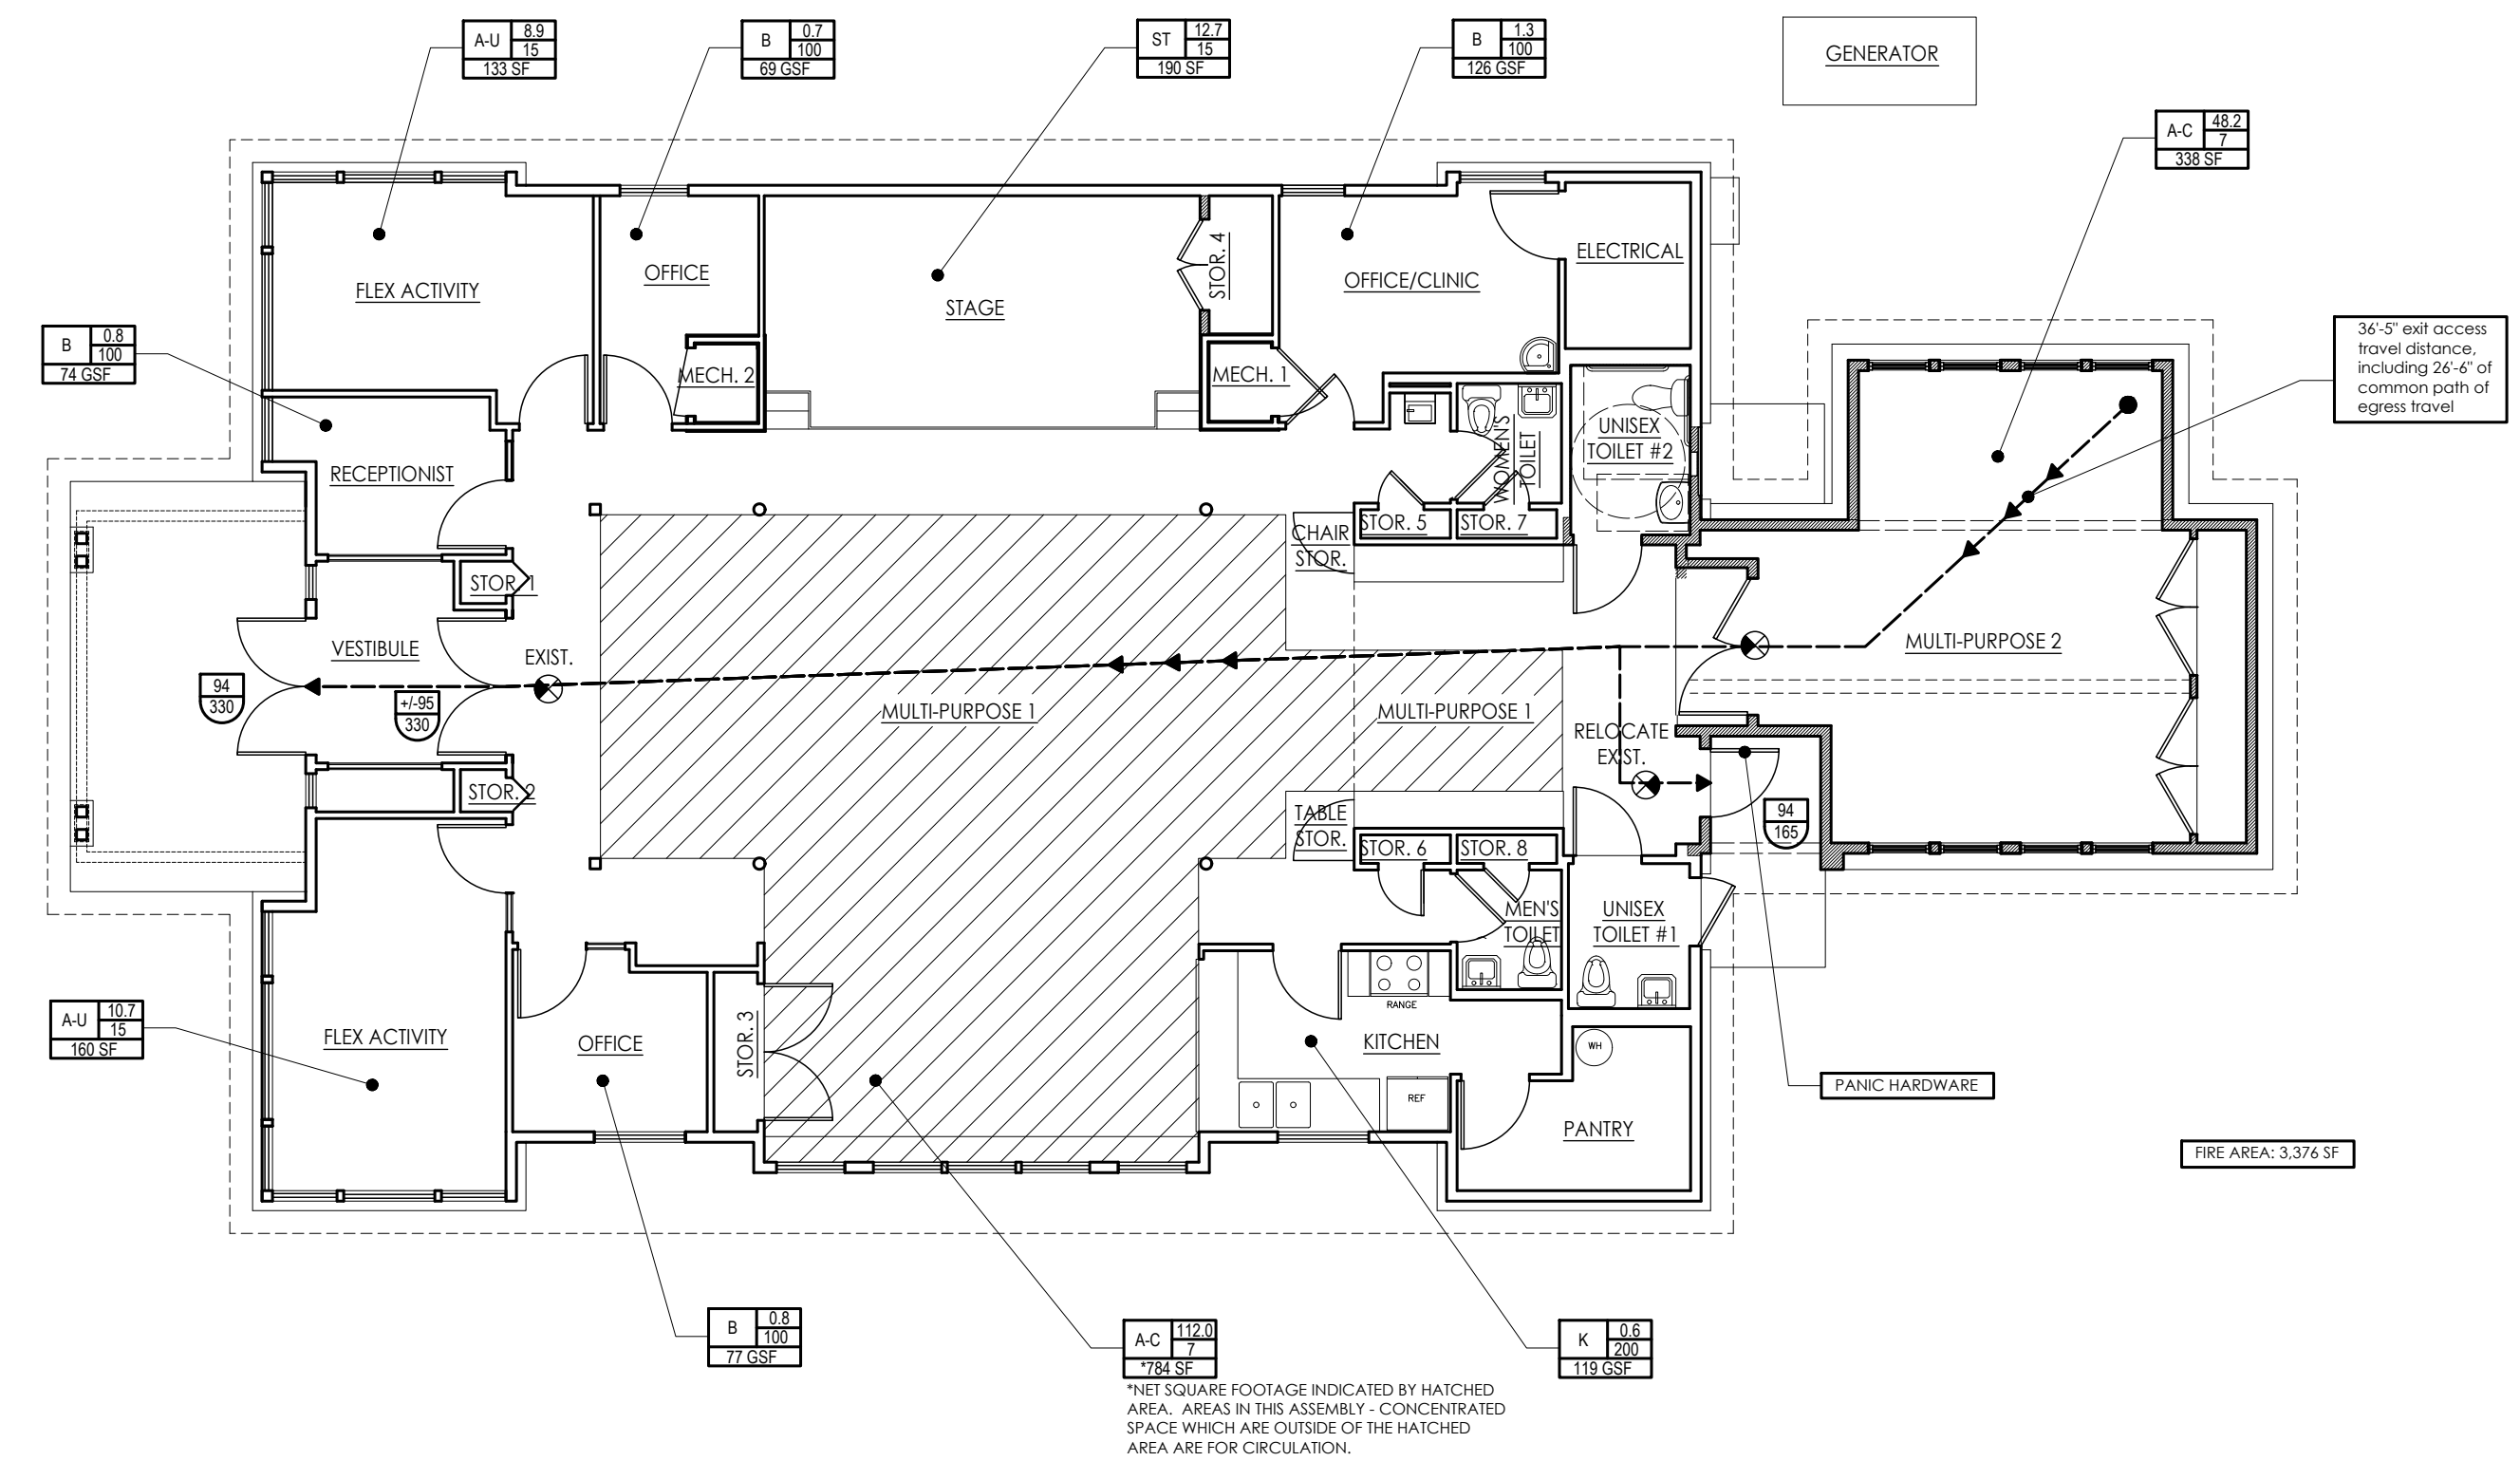 A-U
8.9
15
133 SF
B
0.7
100
69 GSF
ST
12.7
15
190 SF
B
1.3
100
126 GSF
GENERATOR
A-C
48.2
7
338 SF
FLEX ACTIVITY
OFFICE
STAGE
STOR. 4
OFFICE/CLINIC
ELECTRICAL
B
0.8
100
74 GSF
MECH. 2
MECH. 1
36'-5" exit access
travel distance,
including 26'-6" of
common path of
egress travel
RECEPTIONIST
WOMEN'S
TOILET
UNISEX
TOILET #2
STOR. 5
STOR. 7
CHAIR
STOR.
STOR. 1
VESTIBULE
EXIST.
MULTI-PURPOSE 2
94
330
+/-95
330
MULTI-PURPOSE 1
MULTI-PURPOSE 1
RELOCATE
EXIST.
STOR. 2
TABLE
STOR.
94
165
STOR. 6
STOR. 8
MEN'S
TOILET
UNISEX
TOILET #1
A-U
10.7
15
160 SF
FLEX ACTIVITY
OFFICE
STOR. 3
RANGE
KITCHEN
WH
REF
PANTRY
PANIC HARDWARE
FIRE AREA: 3,376 SF
B
0.8
100
77 GSF
A-C
112.0
7
*784 SF
K
0.6
200
119 GSF
*NET SQUARE FOOTAGE INDICATED BY HATCHED
AREA. AREAS IN THIS ASSEMBLY - CONCENTRATED
SPACE WHICH ARE OUTSIDE OF THE HATCHED
AREA ARE FOR CIRCULATION.